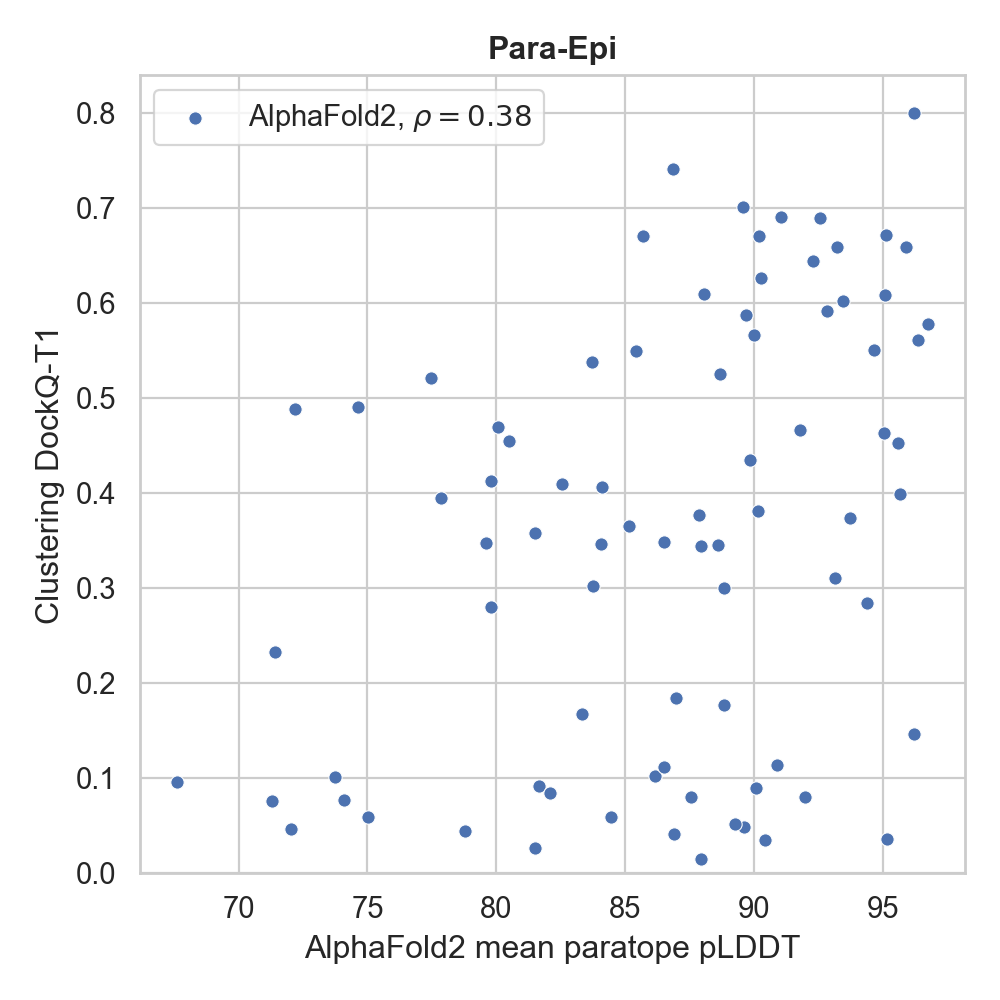 Para-Epi
AlphaFold2, ρ = 0.38
Clustering DockQ-T1
0.8
0.7
0.6
0.5
0.4
0.3
0.2
0.1
0.0
70 75 80 85 90 95
AlphaFold2 mean paratope pLDDT